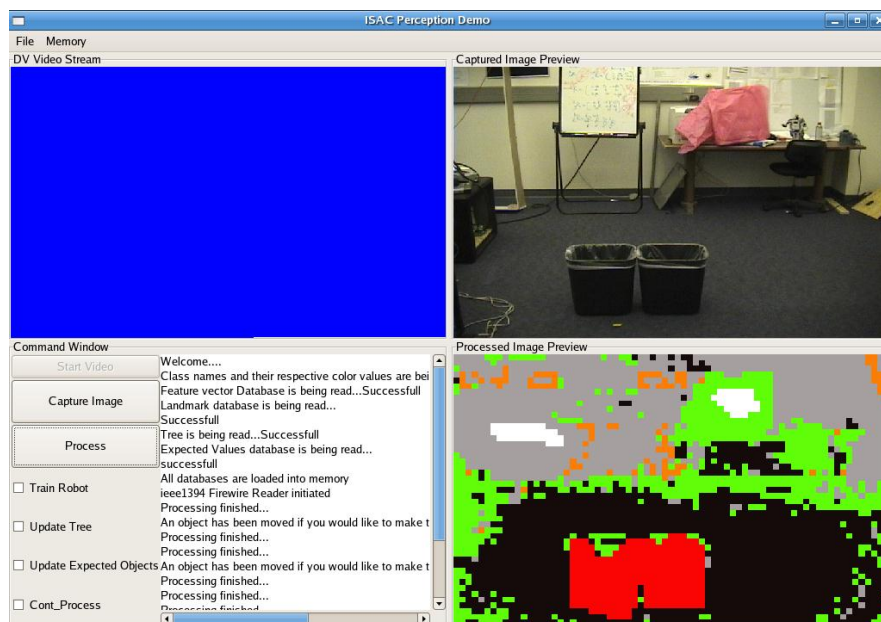 ISAC Perception Demo
File Memory
DV Video Stream
Captured Image Preview
Command Window
Start Video
Capture Image
Process
Train Robot
Update Tree
Update Expected Objects
Cont_Process
Welcome....
Class names and their respective color values are bei
Feature vector Database is being read...Successfull
Landmark database is being read...
Successfull
Tree is being read...Successfull
Expected Values database is being read...
successfull
All databases are loaded into memory
ieee1394 Firewire Reader initiated
Processing finished...
An object has been moved if you would like to make t
Processing finished...
Processing finished...
An object has been moved if you would like to make t
Processing finished...
Processing finished...
Processing finished
Processed Image Preview